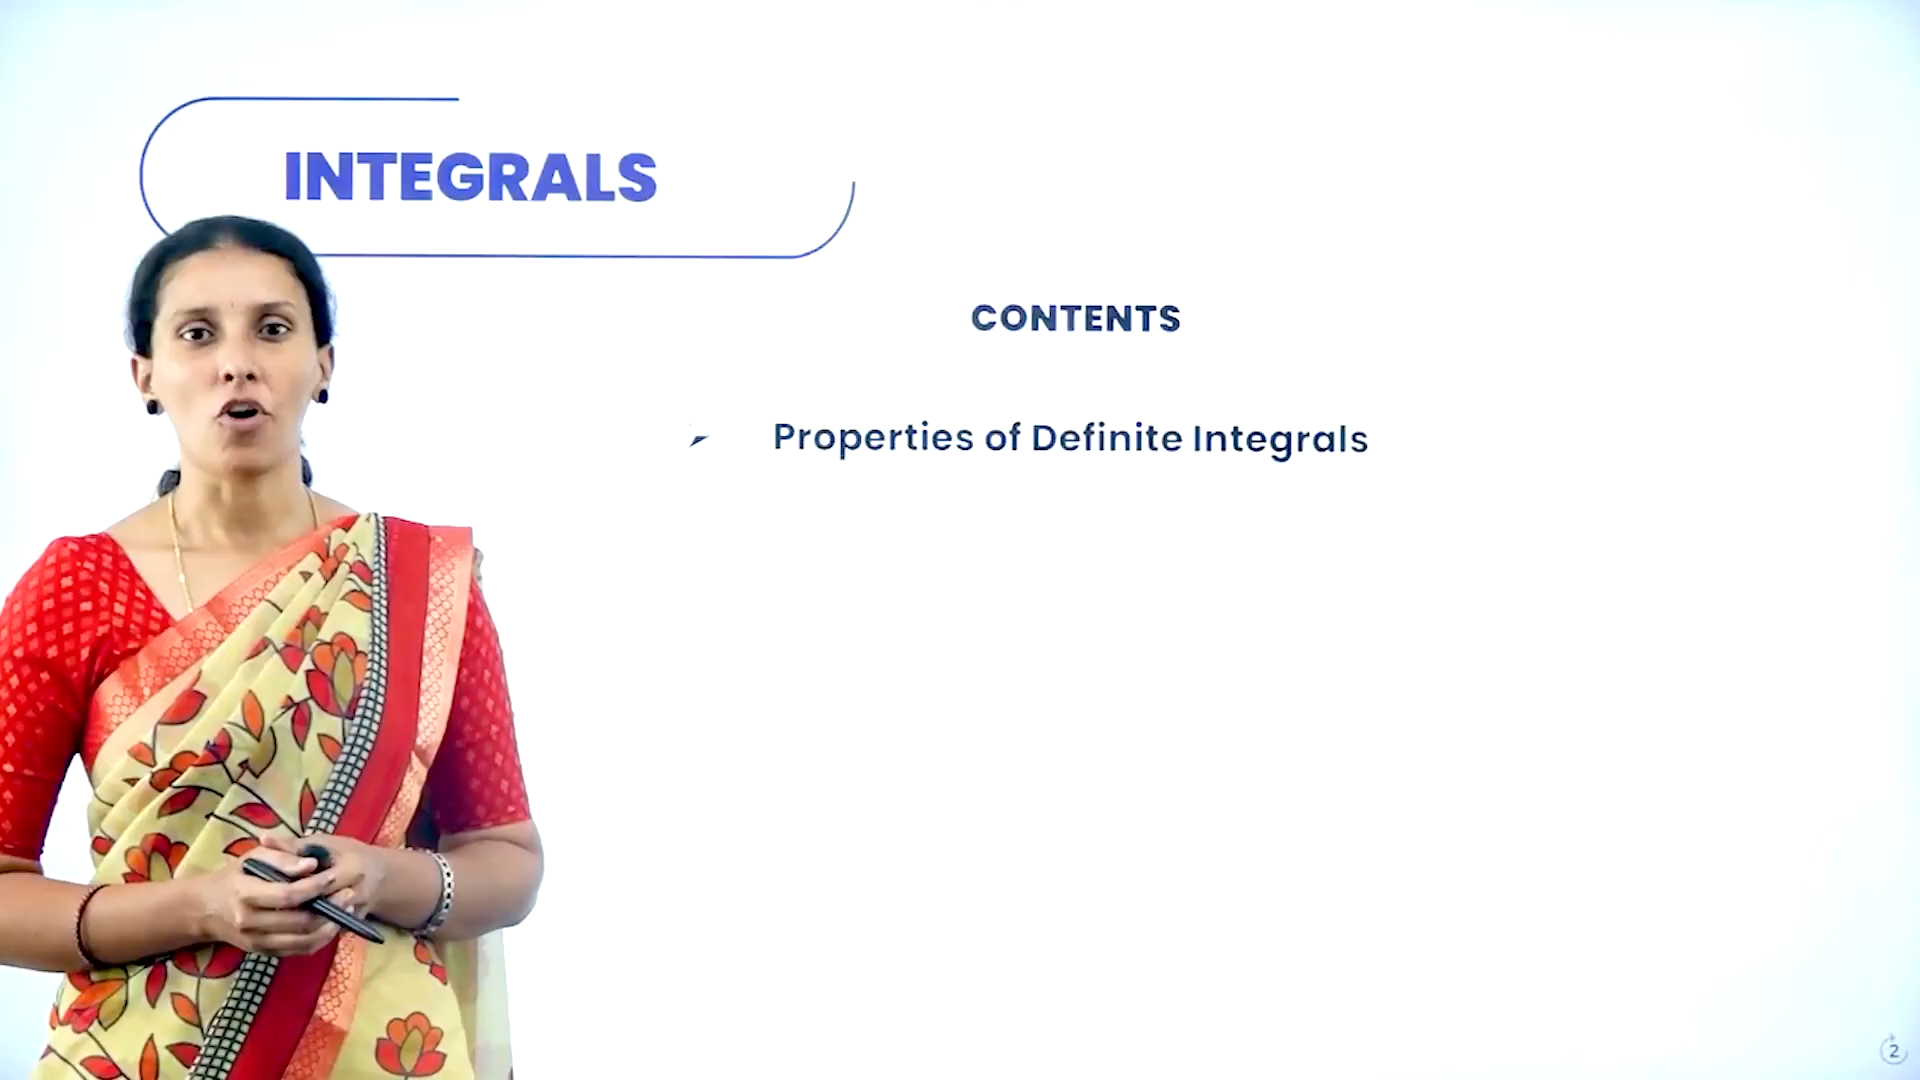 INTEGRALS
CONTENTS
Properties of Definite Integrals
2